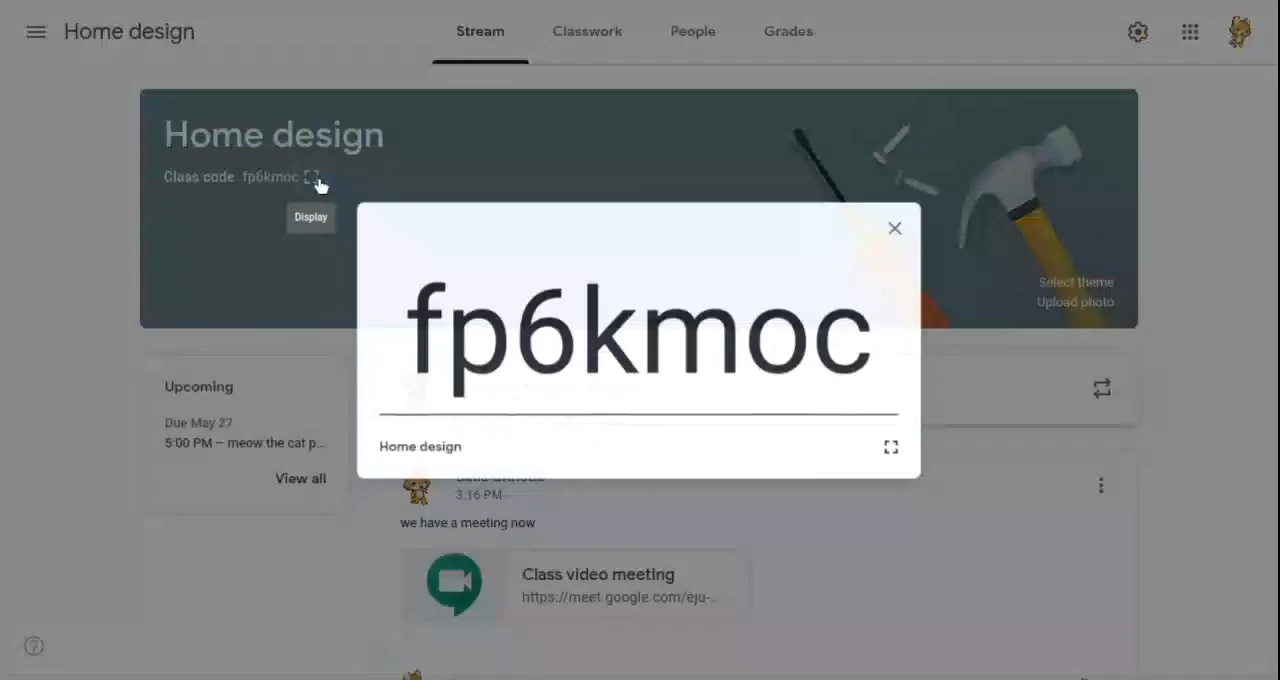 Home design
Stream
Classwork
People
Grades
Home design
Class code fp6kmoc
Display
Select theme
Upload photo
fp6kmoc
Home design
Upcoming
Due May 27
5:00 PM – meow the cat p...
View all
3:16 PM
we have a meeting now
Class video meeting
https://meet.google.com/eju-...